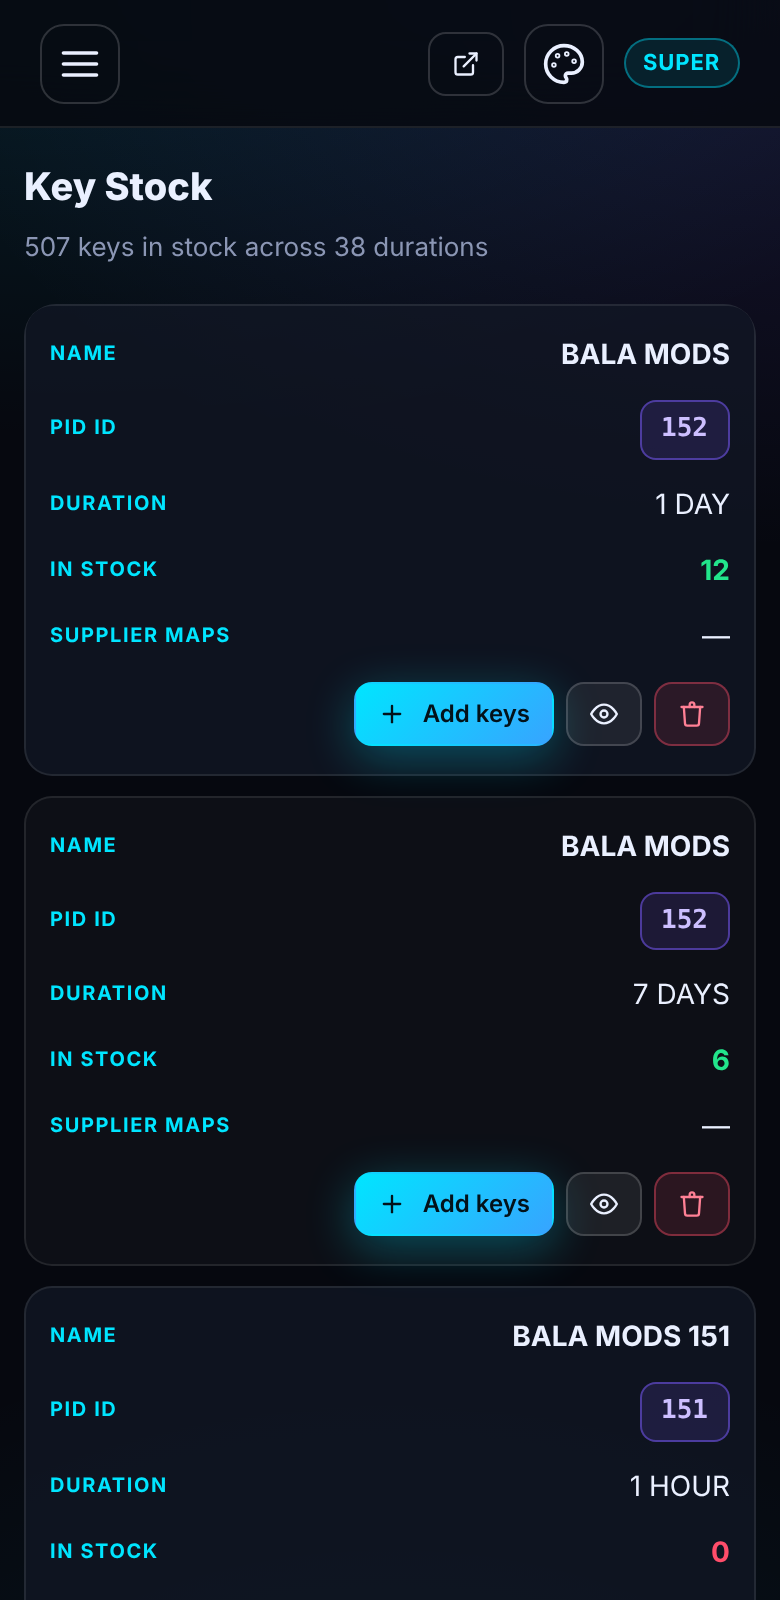 SUPER
Key Stock
507 keys in stock across 38 durations
NAME BALA MODS
PID ID 152
DURATION 1 DAY
IN STOCK 12
SUPPLIER MAPS —
+ Add keys
NAME BALA MODS
PID ID 152
DURATION 7 DAYS
IN STOCK 6
SUPPLIER MAPS —
+ Add keys
NAME BALA MODS 151
PID ID 151
DURATION 1 HOUR
IN STOCK 0